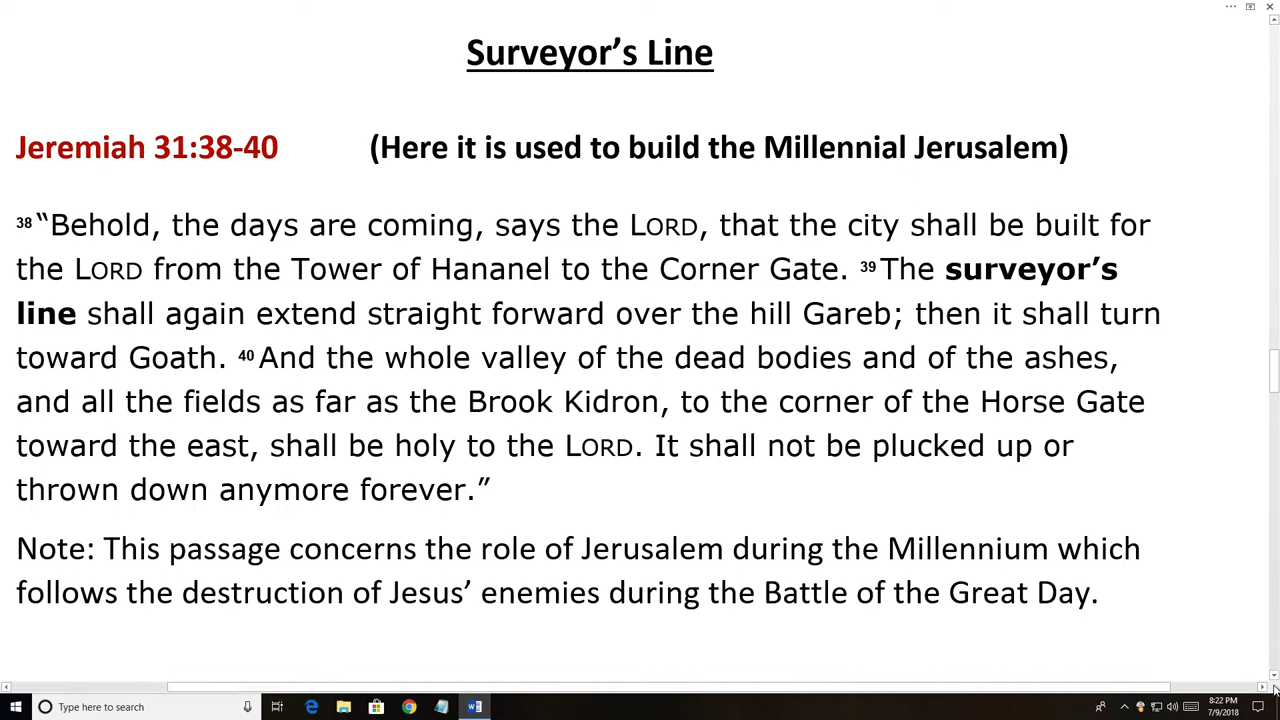 Surveyor’s Line
Jeremiah 31:38-40 (Here it is used to build the Millennial Jerusalem)
38 “Behold, the days are coming, says the LORD, that the city shall be built for
the LORD from the Tower of Hananel to the Corner Gate. 39 The surveyor’s
line shall again extend straight forward over the hill Gareb; then it shall turn
toward Goath. 40 And the whole valley of the dead bodies and of the ashes,
and all the fields as far as the Brook Kidron, to the corner of the Horse Gate
toward the east, shall be holy to the LORD. It shall not be plucked up or
thrown down anymore forever.”
Note: This passage concerns the role of Jerusalem during the Millennium which
follows the destruction of Jesus’ enemies during the Battle of the Great Day.
Type here to search
8:22 PM
7/9/2018